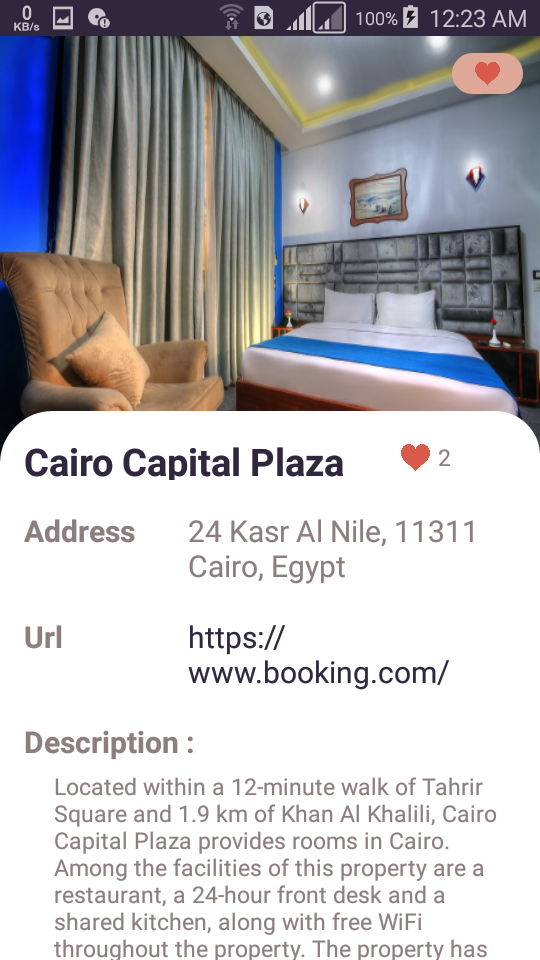 0
KB/s
100%
12:23 AM
Cairo Capital Plaza
2
Address
24 Kasr Al Nile, 11311
Cairo, Egypt
Url
https://
www.booking.com/
Description :
Located within a 12-minute walk of Tahrir
Square and 1.9 km of Khan Al Khalili, Cairo
Capital Plaza provides rooms in Cairo.
Among the facilities of this property are a
restaurant, a 24-hour front desk and a
shared kitchen, along with free WiFi
throughout the property. The property has